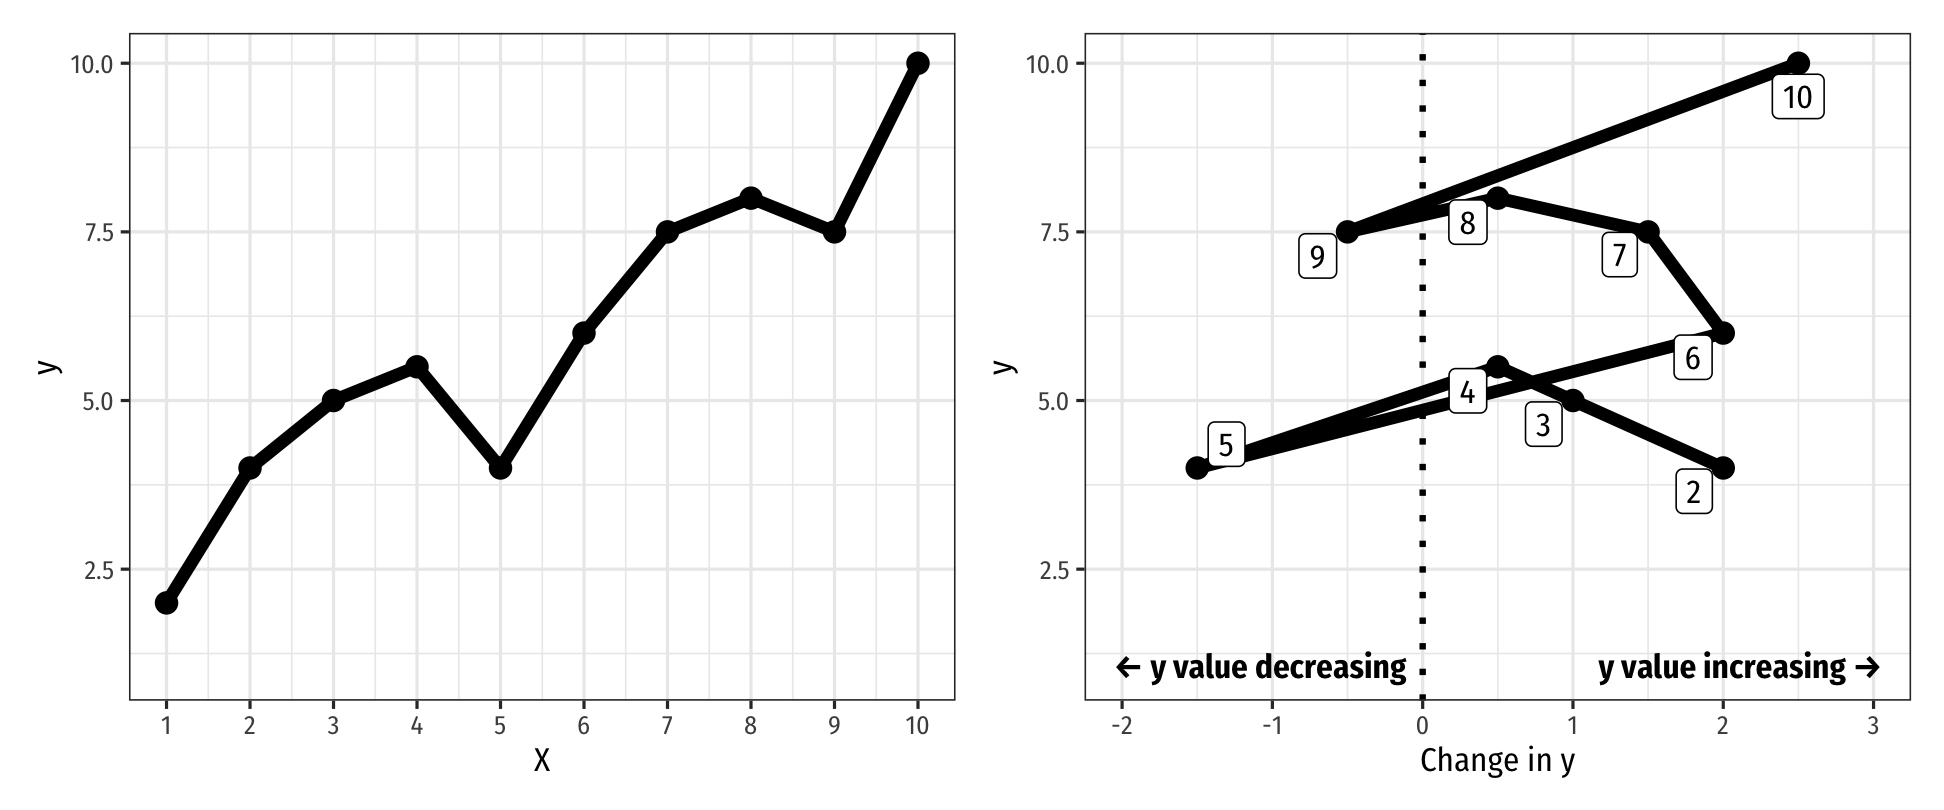 10.0
7.5
5.0
2.5
y
1 2 3 4 5 6 7 8 9 10
X
10.0
7.5
5.0
2.5
y
10
8
9
7
6
4
3
5
2
← y value decreasing
y value increasing →
-2 -1 0 1 2 3
Change in y